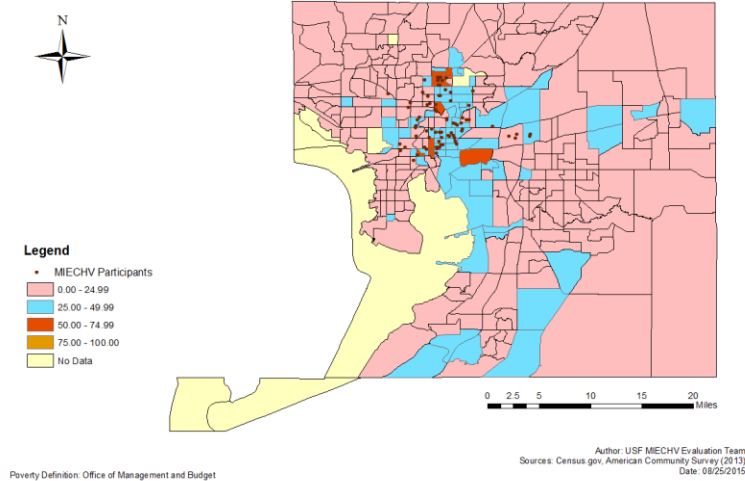 N
Legend
MIECHV Participants
0.00 - 24.99
25.00 - 49.99
50.00 - 74.99
75.00 - 100.00
No Data
0 2.5 5 10 15 20
Miles
Author: USF MIECHV Evaluation Team
Sources: Census.gov, American Community Survey (2013)
Date: 08/25/2015
Poverty Definition: Office of Management and Budget